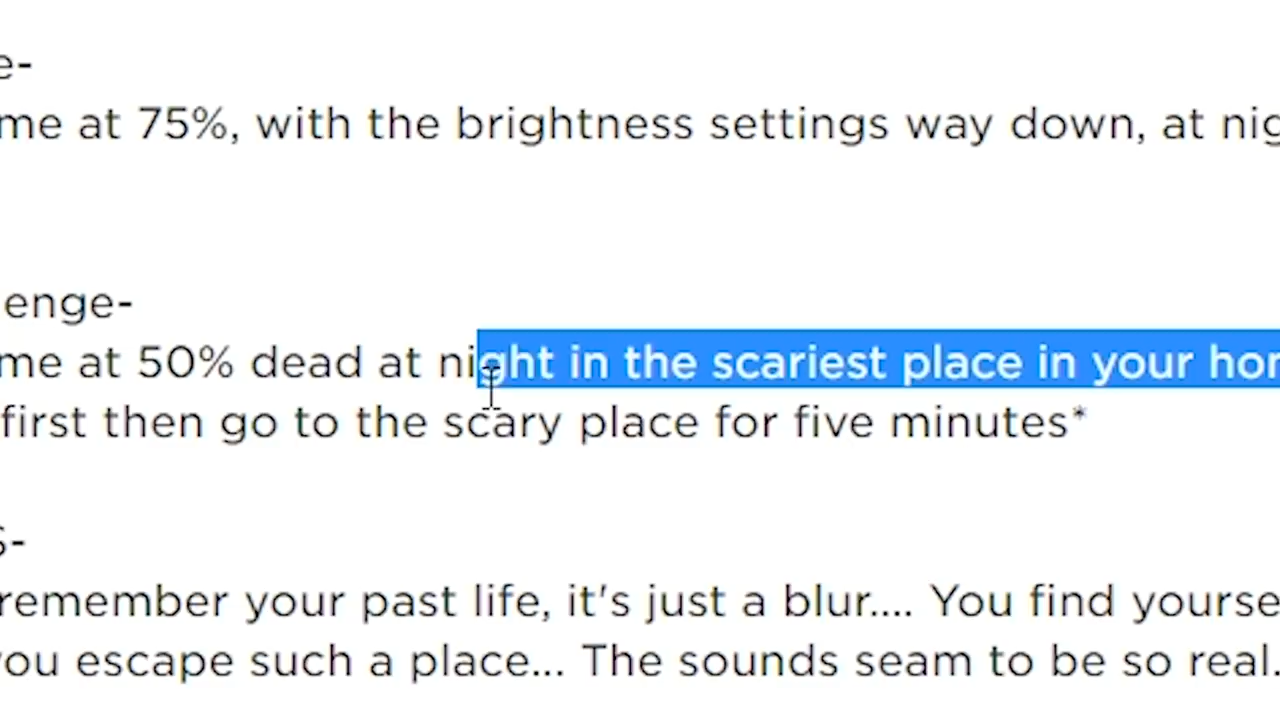 e-
me at 75%, with the brightness settings way down, at nig
enge-
me at 50% dead at night in the scariest place in your hom
first then go to the scary place for five minutes*
S-
remember your past life, it's just a blur.... You find yourse
you escape such a place... The sounds seam to be so real.